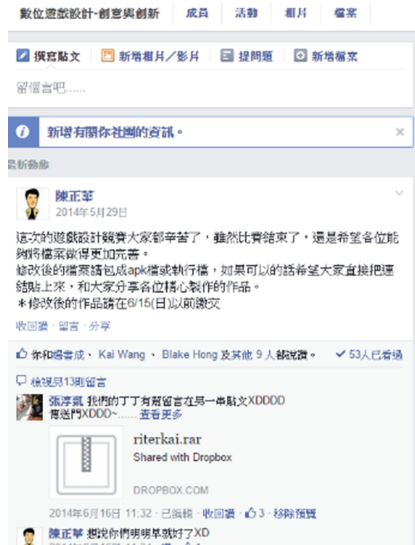 數位遊戲設計-創意與創新 成員 活動 相片 檔案
撰寫貼文 新增相片／影片 提問題 新增檔案
留個言吧......
新增有關你社團的資訊。 ×
最新動態
陳正華
2014年5月29日
這次的遊戲設計競賽大家都辛苦了，雖然比賽結束了，還是希望各位能
夠將檔案做得更加完善。
修改後的檔案請包成apk檔或執行檔，如果可以的話希望大家直接把連
結貼上來，和大家分享各位精心製作的作品。
＊修改後的作品請在6/15(日)以前繳交
收回讚 · 留言 · 分享
你和楊書成、 Kai Wang 、 Blake Hong 及其他 9 人都說讚。 ✓ 53人已看過
檢視另13則留言
張淳凱 我們的丁丁有幫留言在另一串貼文XDDDD
傳送門XDDD~...... 查看更多
riterkai.rar
Shared with Dropbox
DROPBOX.COM
2014年6月16日 11:32 · 已編輯 · 收回讚 · 3 · 移除預覽
陳正華 想說你們明明早就好了XD